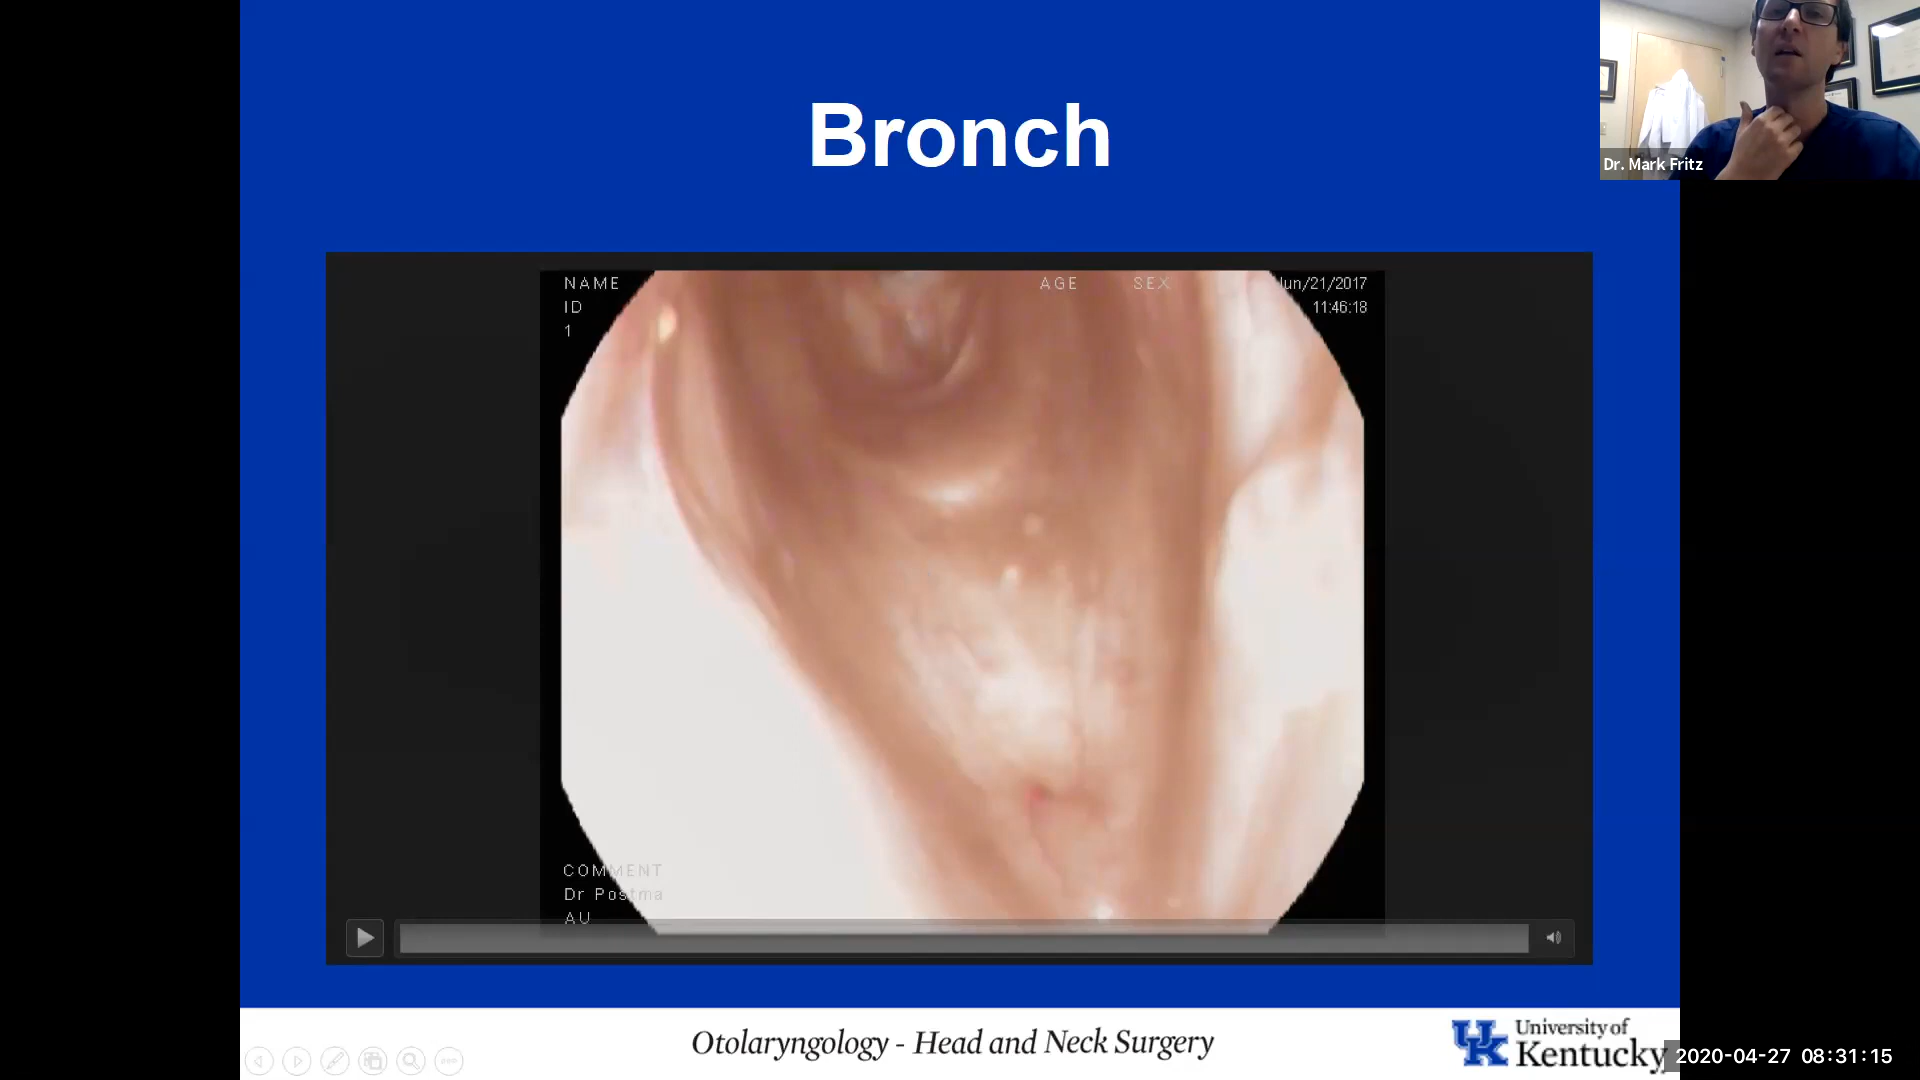 Bronch
Dr. Mark Fritz
NAME
AGE
SEX
Jun/21/2017
ID
11:46:18
1
COMMENT
Dr Postma
AU
Otolaryngology - Head and Neck Surgery
University of
Kentucky
2020-04-27 08:31:15